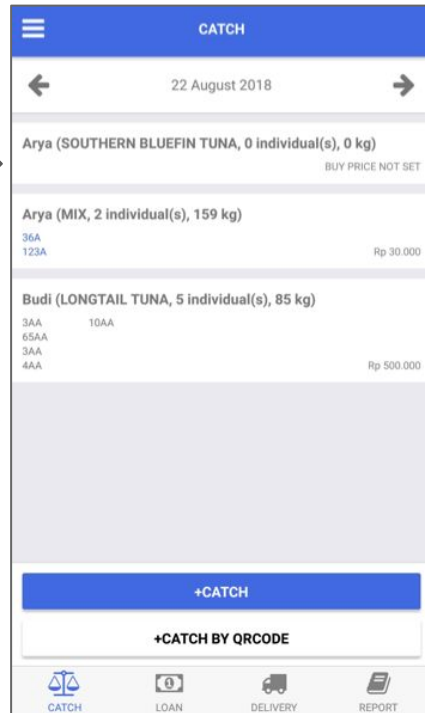 CATCH
22 August 2018
Arya (SOUTHERN BLUEFIN TUNA, 0 individual(s), 0 kg)
BUY PRICE NOT SET
Arya (MIX, 2 individual(s), 159 kg)
36A
123A Rp 30.000
Budi (LONGTAIL TUNA, 5 individual(s), 85 kg)
3AA 10AA
65AA
3AA
4AA Rp 500.000
+CATCH
+CATCH BY QRCODE
CATCH LOAN DELIVERY REPORT